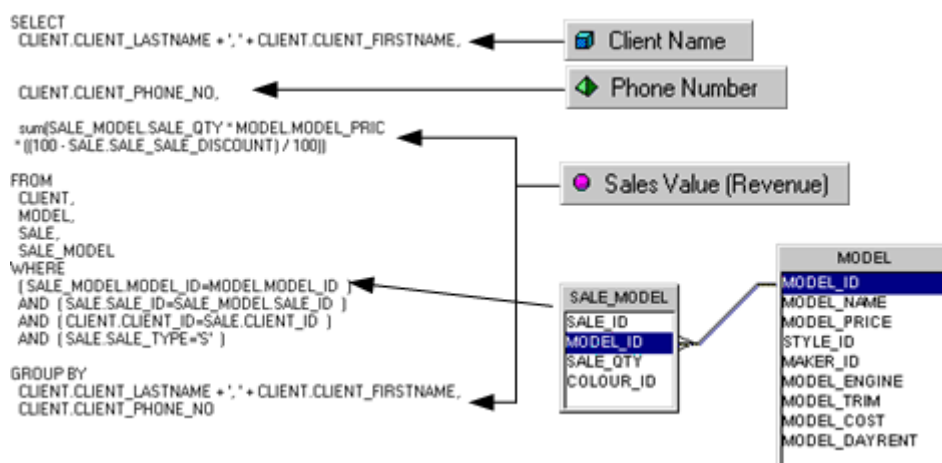 SELECT
CLIENT.CLIENT_LASTNAME + ', ' + CLIENT.CLIENT_FIRSTNAME,
Client Name
CLIENT.CLIENT_PHONE_NO,
Phone Number
sum(SALE_MODEL.SALE_QTY * MODEL.MODEL_PRIC
* ((100 - SALE.SALE_SALE_DISCOUNT) / 100))
Sales Value (Revenue)
FROM
CLIENT,
MODEL,
SALE,
SALE_MODEL
WHERE
( SALE_MODEL.MODEL_ID=MODEL.MODEL_ID )
AND ( SALE.SALE_ID=SALE_MODEL.SALE_ID )
AND ( CLIENT.CLIENT_ID=SALE.CLIENT_ID )
AND ( SALE.SALE_TYPE='S' )
GROUP BY
CLIENT.CLIENT_LASTNAME + ', ' + CLIENT.CLIENT_FIRSTNAME,
CLIENT.CLIENT_PHONE_NO
SALE_MODEL
SALE_ID
MODEL_ID
SALE_QTY
COLOUR_ID
MODEL
MODEL_ID
MODEL_NAME
MODEL_PRICE
STYLE_ID
MAKER_ID
MODEL_ENGINE
MODEL_TRIM
MODEL_COST
MODEL_DAYRENT